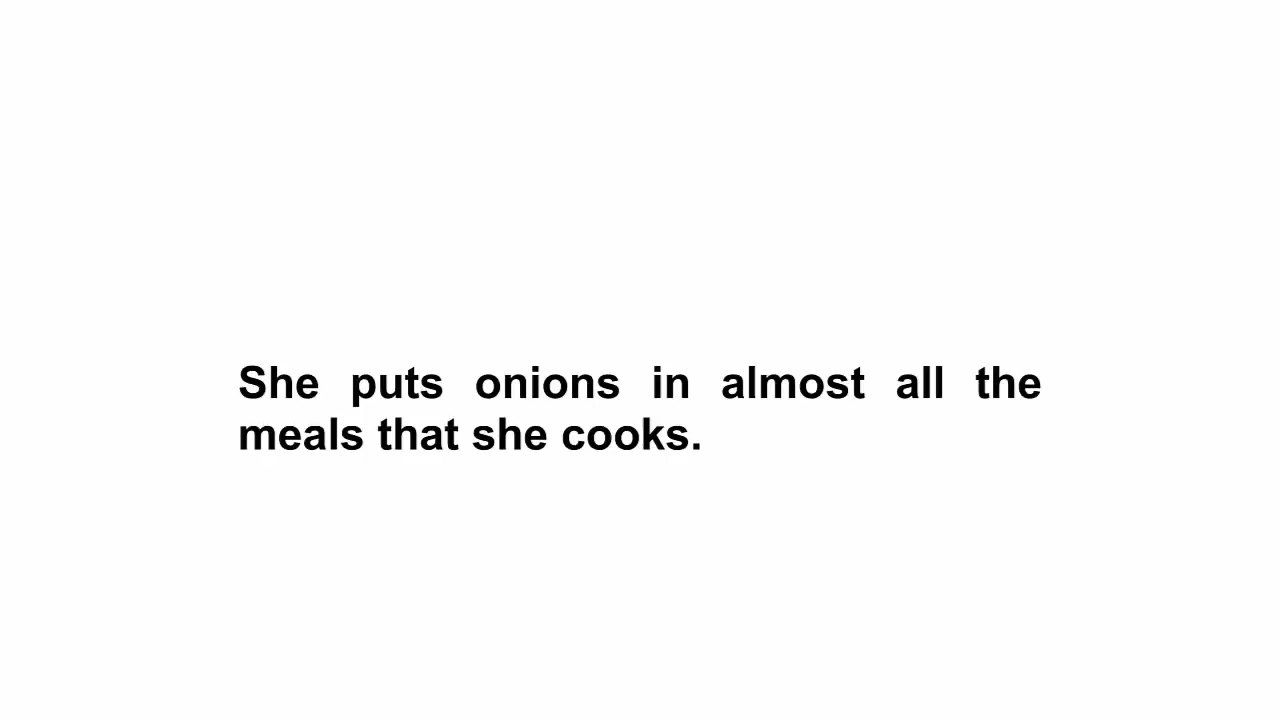 She puts onions in almost all the
meals that she cooks.